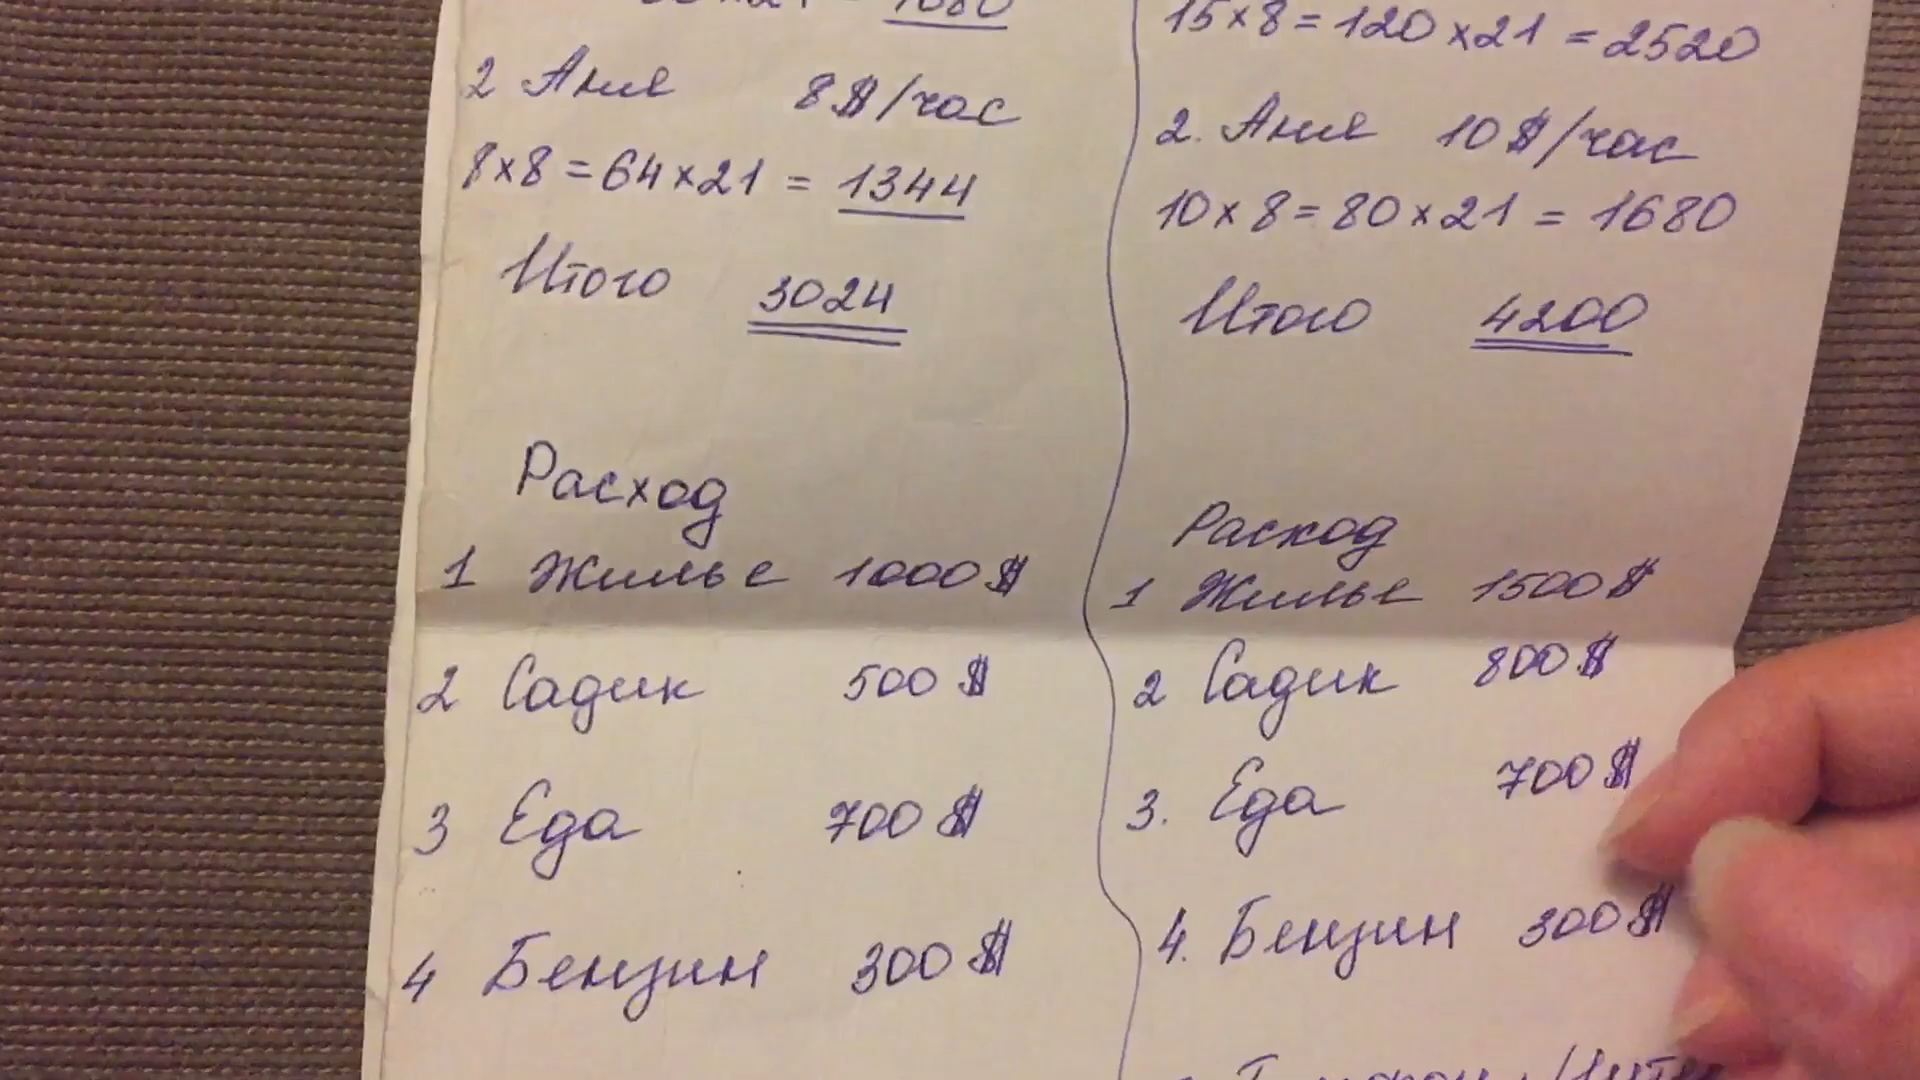 1680
2 Аня 8$/час
8×8=64×21 = 1344
Итого 3024
Расход
1 Жилье 1000$
2 Садик 500$
3 Еда 700$
4 Бензин 300$
15×8=120×21=2520
2. Аня 10$/час
10×8=80×21=1680
Итого 4200
Расход
1 Жилье 1500$
2 Садик 800$
3. Еда 700$
4. Бензин 300$